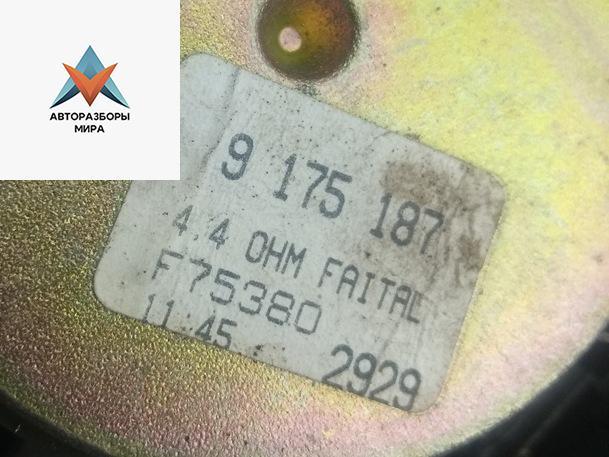 АВТОРАЗБОРЫ
МИРА
9 175 187
4.4 OHM FAITAL
F75380
11 45
2929